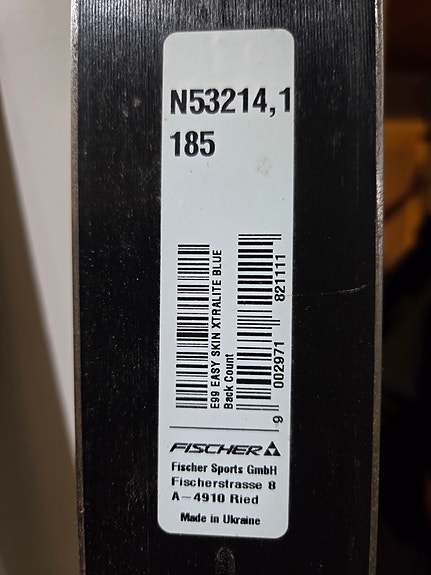 N53214,1
185
E99 EASY SKIN XTRALITE BLUE
Back Count
9 002971 821111
FISCHER
Fischer Sports GmbH
Fischerstrasse 8
A-4910 Ried
Made in Ukraine